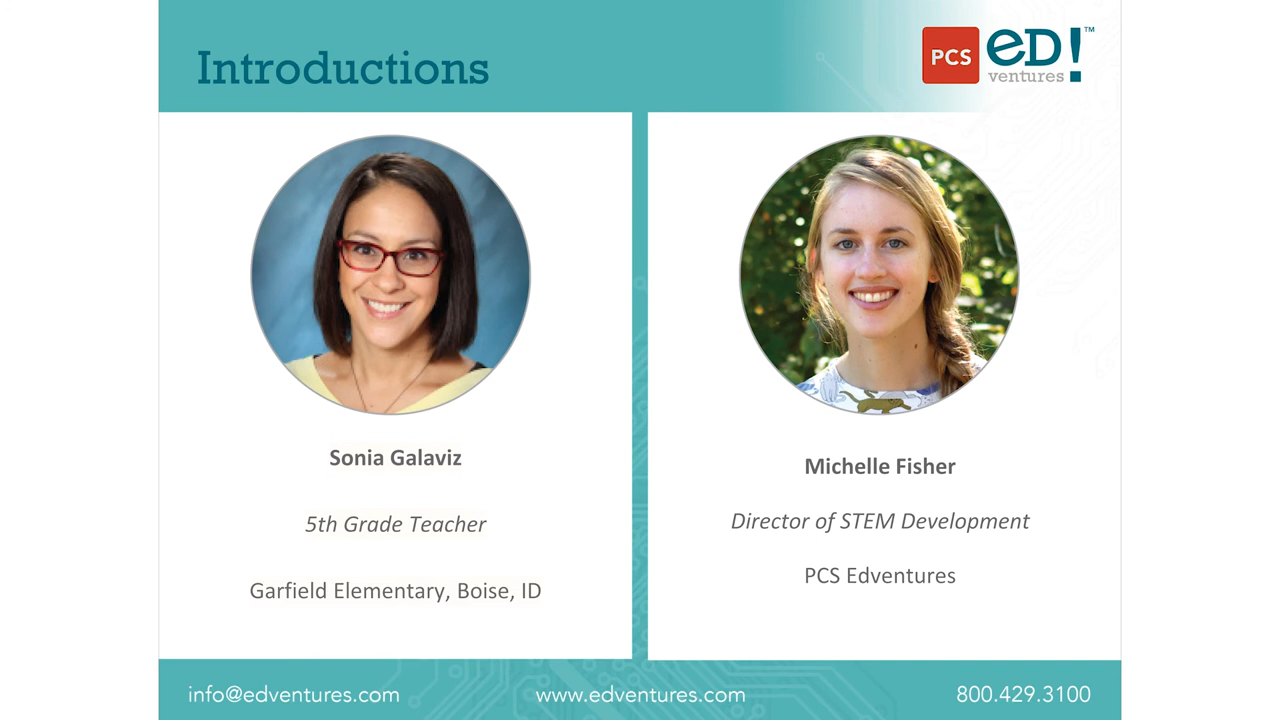 Introductions
PCS
ED!™
ventures
Sonia Galaviz
5th Grade Teacher
Garfield Elementary, Boise, ID
Michelle Fisher
Director of STEM Development
PCS Edventures
info@edventures.com
www.edventures.com
800.429.3100